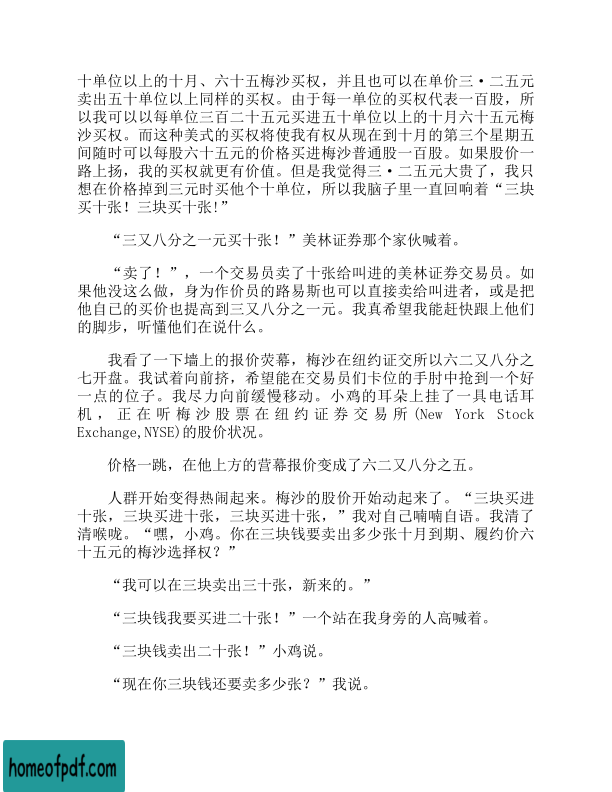 十单位以上的十月、六十五梅沙买权，并且也可以在单价三·二五元
卖出五十单位以上同样的买权。由于每一单位的买权代表一百股，所
以我可以以每单位三百二十五元买进五十单位以上的十月六十五元梅
沙买权。而这种美式的买权将使我有权从现在到十月的第三个星期五
间随时可以每股六十五元的价格买进梅沙普通股一百股。如果股价一
路上扬，我的买权就更有价值。但是我觉得三·二五元大贵了，我只
想在价格掉到三元时买他个十单位，所以我脑子里一直回响着“三块
买十张！三块买十张!”
“三又八分之一元买十张！”美林证券那个家伙喊着。
“卖了！”，一个交易员卖了十张给叫进的美林证券交易员。如
果他没这么做，身为作价员的路易斯也可以直接卖给叫进者，或是把
他自已的买价也提高到三又八分之一元。我真希望我能赶快跟上他们
的脚步，听懂他们在说什么。
我看了一下墙上的报价荧幕，梅沙在纽约证交所以六二又八分之
七开盘。我试着向前挤，希望能在交易员们卡位的手肘中抢到一个好
一点的位子。我尽力向前缓慢移动。小鸡的耳朵上挂了一具电话耳
机，正在听梅沙股票在纽约证券交易所(New York Stock
Exchange,NYSE)的股价状况。
价格一跳，在他上方的营幕报价变成了六二又八分之五。
人群开始变得热闹起来。梅沙的股价开始动起来了。“三块买进
十张，三块买进十张，三块买进十张，”我对自己喃喃自语。我清了
清喉咙。“嘿，小鸡。你在三块钱要卖出多少张十月到期、履约价六
十五元的梅沙选择权？”
“我可以在三块卖出三十张，新来的。”
“三块钱我要买进二十张！”一个站在我身旁的人高喊着。
“三块钱卖出二十张！”小鸡说。
“现在你三块钱还要卖多少张？”我说。
homeofpdf.com